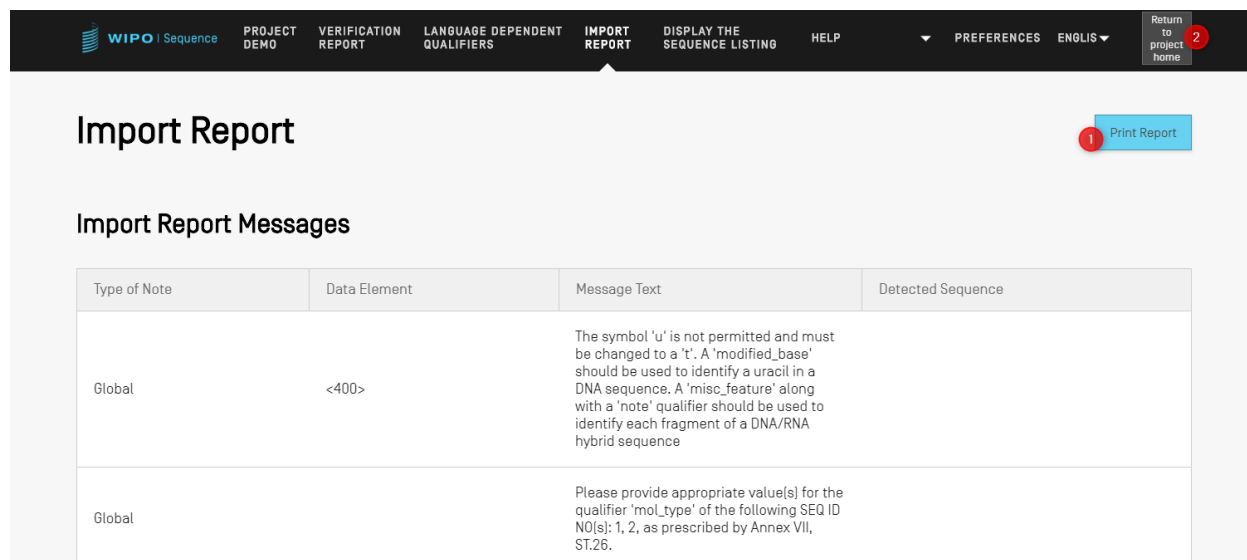 WIPO | Sequence
PROJECT DEMO
VERIFICATION REPORT
LANGUAGE DEPENDENT QUALIFIERS
IMPORT REPORT
DISPLAY THE SEQUENCE LISTING
HELP
PREFERENCES
ENGLIS
Return
to
project
home
2
Import Report
1
Print Report
Import Report Messages
Type of Note
Data Element
Message Text
Detected Sequence
Global
<400>
The symbol 'u' is not permitted and must
be changed to a 't'. A 'modified_base'
should be used to identify a uracil in a
DNA sequence. A 'misc_feature' along
with a 'note' qualifier should be used to
identify each fragment of a DNA/RNA
hybrid sequence
Global
Please provide appropriate value(s) for the
qualifier 'mol_type' of the following SEQ ID
NO(s): 1, 2, as prescribed by Annex VII,
ST.26.